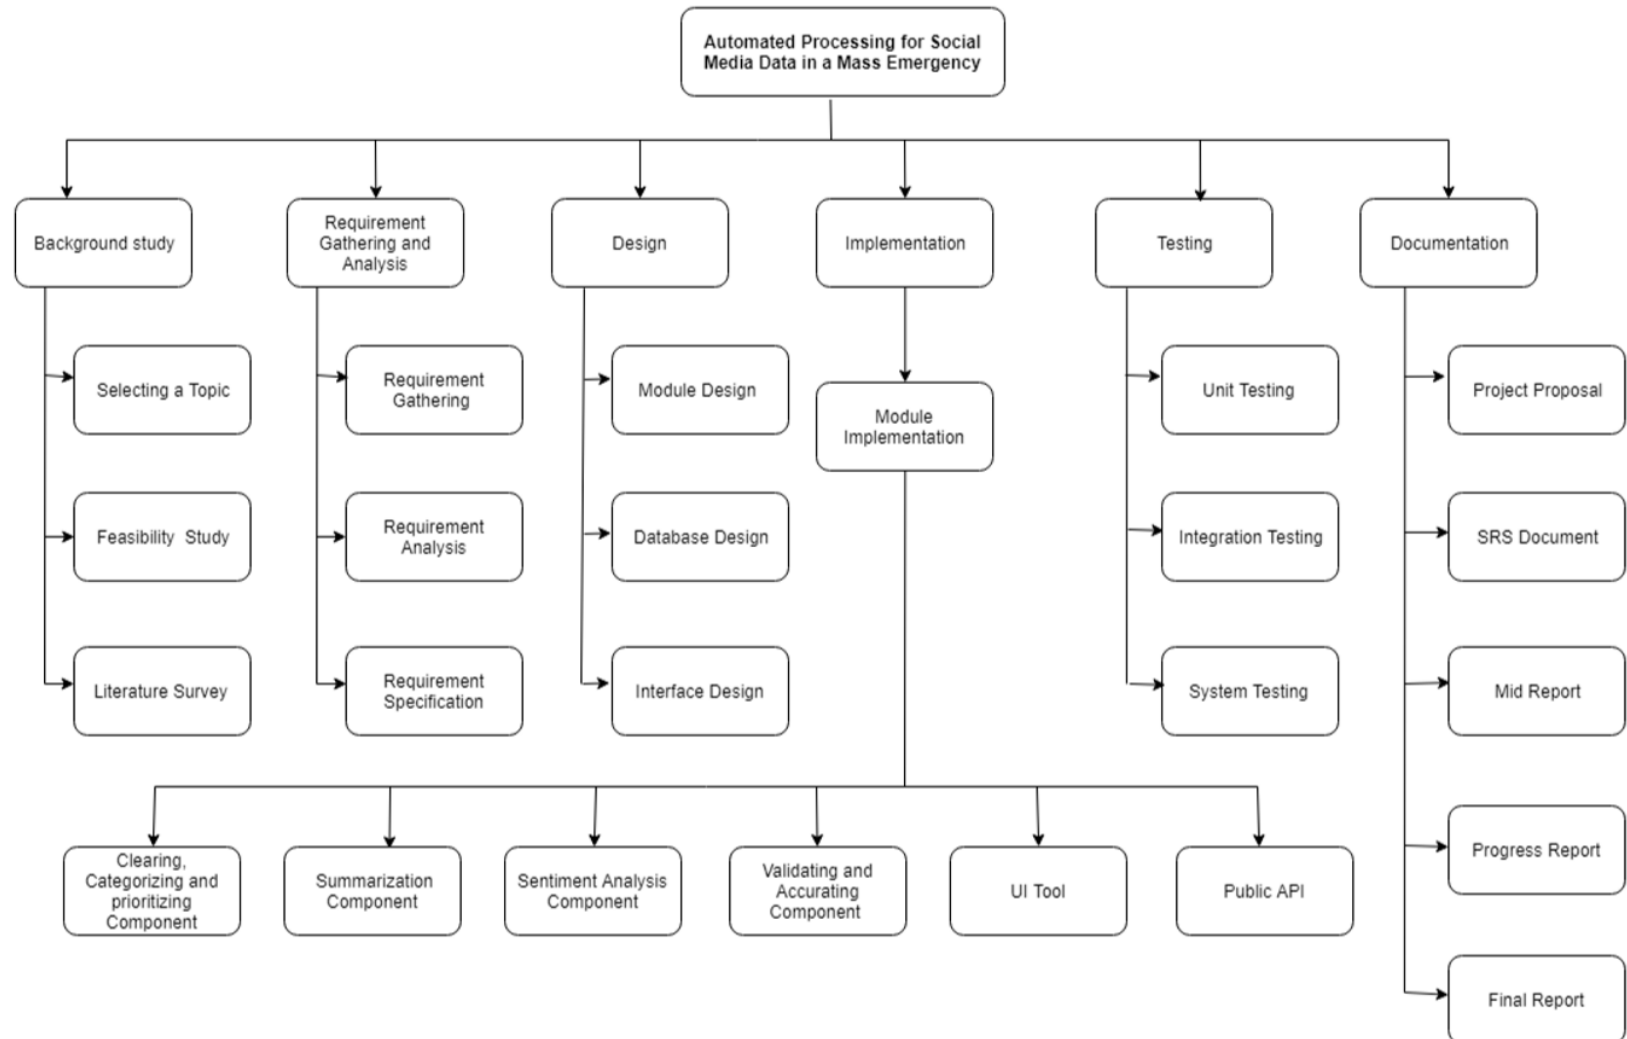 Automated Processing for Social
Media Data in a Mass Emergency
Background study
Requirement
Gathering and
Analysis
Design
Implementation
Testing
Documentation
Selecting a Topic
Requirement
Gathering
Module Design
Module
Implementation
Unit Testing
Project Proposal
Feasibility  Study
Requirement
Analysis
Database Design
Integration Testing
SRS Document
Literature Survey
Requirement
Specification
Interface Design
System Testing
Mid Report
Clearing,
Categorizing and
prioritizing
Component
Summarization
Component
Sentiment Analysis
Component
Validating and
Accurating
Component
UI Tool
Public API
Progress Report
Final Report